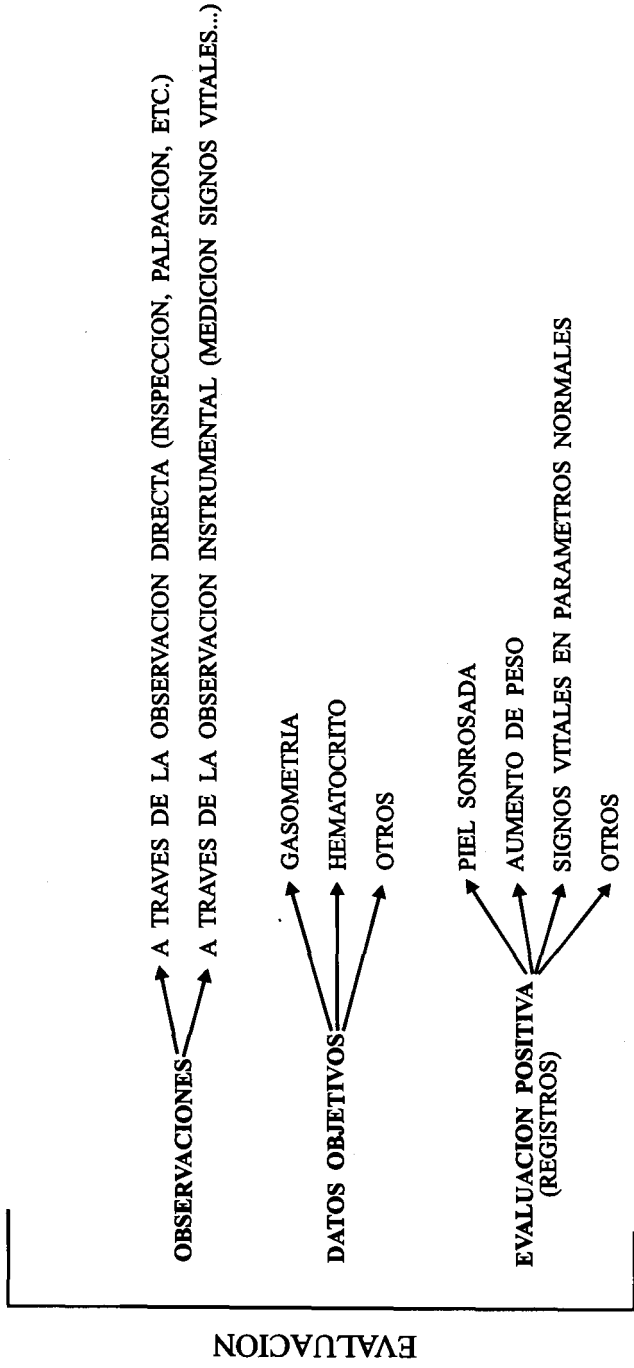 EVALUACION
OBSERVACIONES
A TRAVES DE LA OBSERVACION DIRECTA (INSPECCION, PALPACION, ETC.)
A TRAVES DE LA OBSERVACION INSTRUMENTAL (MEDICION SIGNOS VITALES...)
DATOS OBJETIVOS
GASOMETRIA
HEMATOCRITO
OTROS
EVALUACION POSITIVA
(REGISTROS)
PIEL SONROSADA
AUMENTO DE PESO
SIGNOS VITALES EN PARAMETROS NORMALES
OTROS